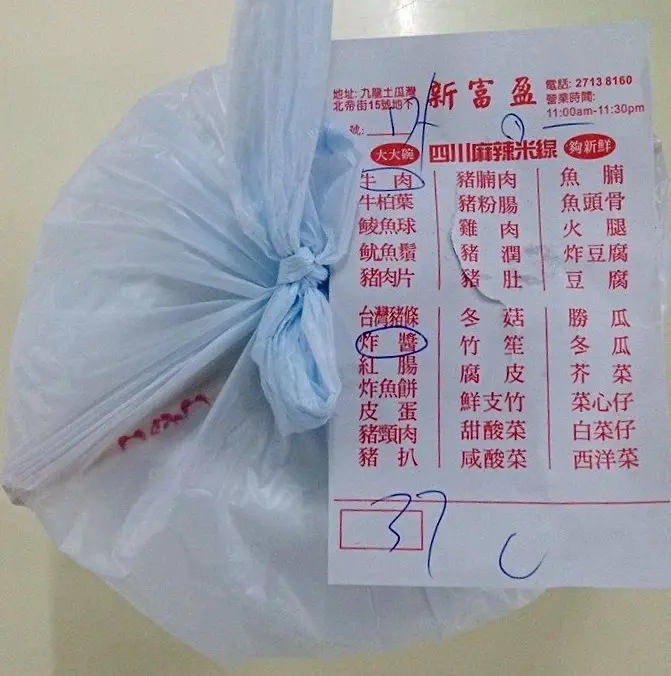 地址: 九龍土瓜灣
北帝街15號地下
新富盈
電話: 2713 8160
營業時間:
11:00am-11:30pm
號:
大大碗 四川麻辣米線 夠新鮮
牛肉 豬腩肉 魚腩
牛柏葉 豬粉腸 魚頭骨
鯪魚球 雞肉 火腿
魷魚鬚 豬潤 炸豆腐
豬肉片 豬肚 豆腐
台灣豬條 冬菇 勝瓜
炸醬 竹笙 冬瓜
紅腸 腐皮 芥菜
炸魚餅 鮮支竹 菜心仔
皮蛋 甜酸菜 白菜仔
豬頸肉 咸酸菜 西洋菜
豬扒
37